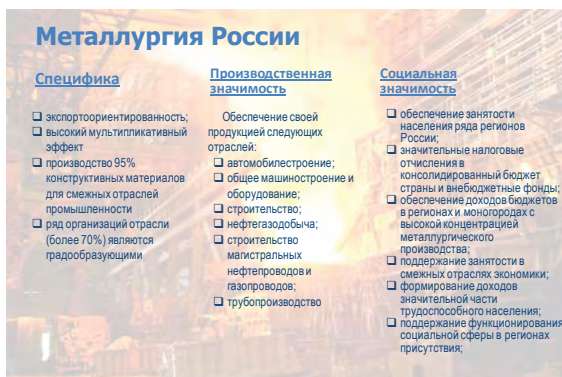 Металлургия России
Специфика
❑ экспортоориентированность;
❑ высокий мультипликативный
эффект
❑ производство 95%
конструктивных материалов
для смежных отраслей
промышленности
❑ ряд организаций отрасли
(более 70%) являются
градообразующими
Производственная
значимость
Обеспечение своей
продукцией следующих
отраслей:
❑ автомобилестроение;
❑ общее машиностроение и
оборудование;
❑ строительство;
❑ нефтегазодобыча;
❑ строительство
магистральных
нефтепроводов и
газопроводов;
❑ трубопроизводство
Социальная
значимость
❑ обеспечение занятости
населения ряда регионов
России;
❑ значительные налоговые
отчисления в
консолидированный бюджет
страны и внебюджетные фонды;
❑ обеспечение доходов бюджетов
в регионах и моногородах с
высокой концентрацией
металлургического
производства;
❑ поддержание занятости в
смежных отраслях экономики;
❑ формирование доходов
значительной части
трудоспособного населения;
❑ поддержание функционирования
социальной сферы в регионах
присутствия;